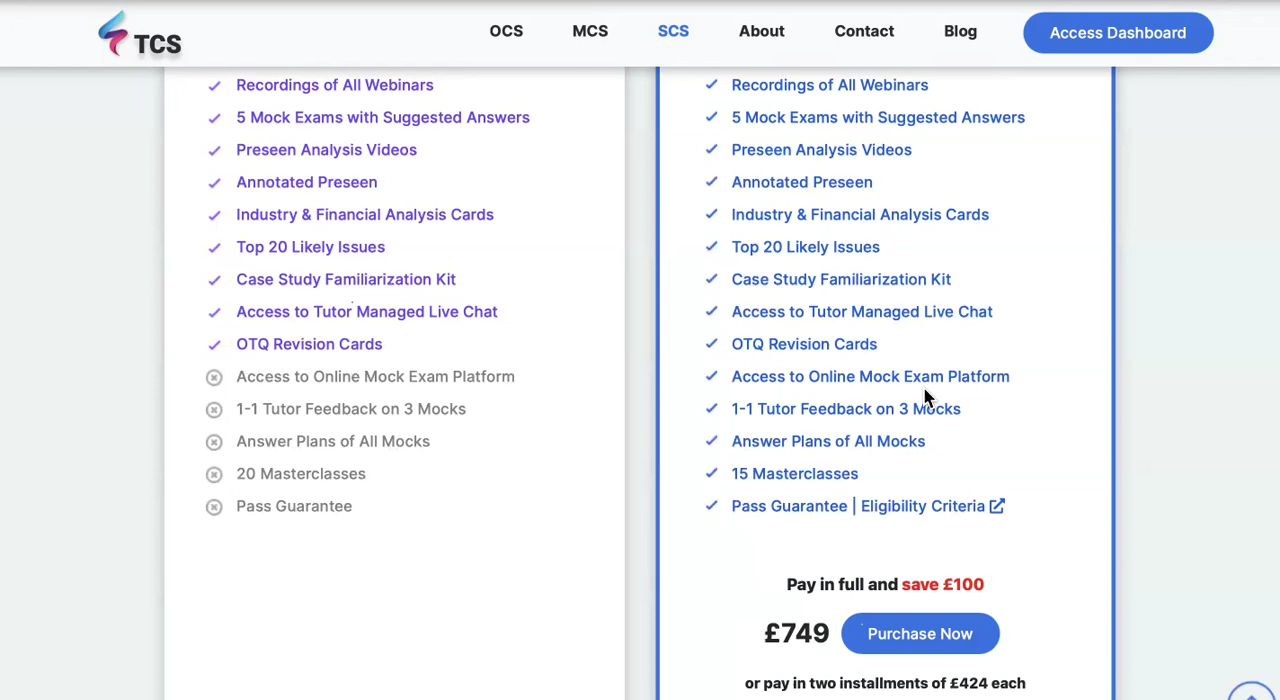 TCS
OCS MCS SCS About Contact Blog Access Dashboard
Recordings of All Webinars
5 Mock Exams with Suggested Answers
Preseen Analysis Videos
Annotated Preseen
Industry & Financial Analysis Cards
Top 20 Likely Issues
Case Study Familiarization Kit
Access to Tutor Managed Live Chat
OTQ Revision Cards
Access to Online Mock Exam Platform
1-1 Tutor Feedback on 3 Mocks
Answer Plans of All Mocks
20 Masterclasses
Pass Guarantee
Recordings of All Webinars
5 Mock Exams with Suggested Answers
Preseen Analysis Videos
Annotated Preseen
Industry & Financial Analysis Cards
Top 20 Likely Issues
Case Study Familiarization Kit
Access to Tutor Managed Live Chat
OTQ Revision Cards
Access to Online Mock Exam Platform
1-1 Tutor Feedback on 3 Mocks
Answer Plans of All Mocks
15 Masterclasses
Pass Guarantee | Eligibility Criteria
Pay in full and save £100
£749 Purchase Now
or pay in two installments of £424 each